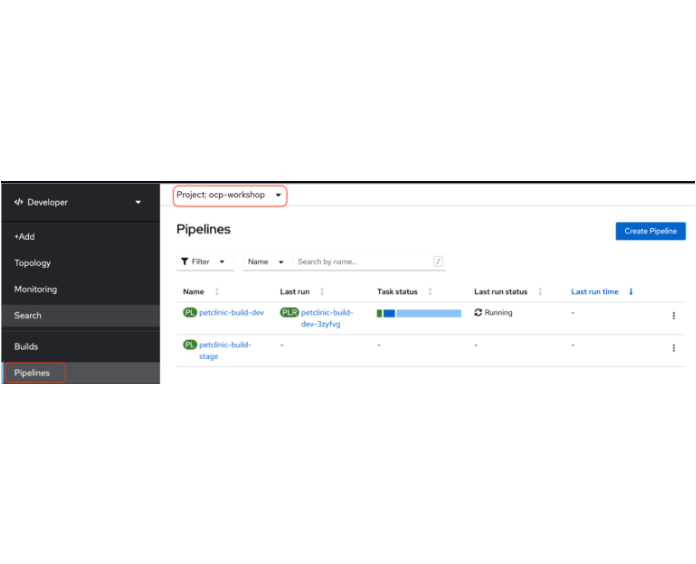 </> Developer
Project: ocp-workshop
+Add
Topology
Monitoring
Search
Builds
Pipelines
Pipelines
Create Pipeline
Filter Name Search by name... /
Name Last run Task status Last run status Last run time
PL petclinic-build-dev PLR petclinic-build- Running -
dev-3zyfvg
PL petclinic-build- - - - -
stage